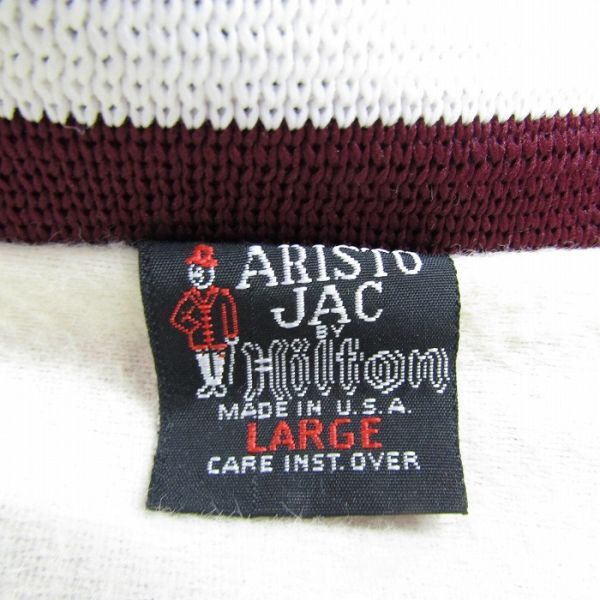 ARISTO
JAC
BY
Hilton
MADE IN U.S.A.
LARGE
CARE INST. OVER